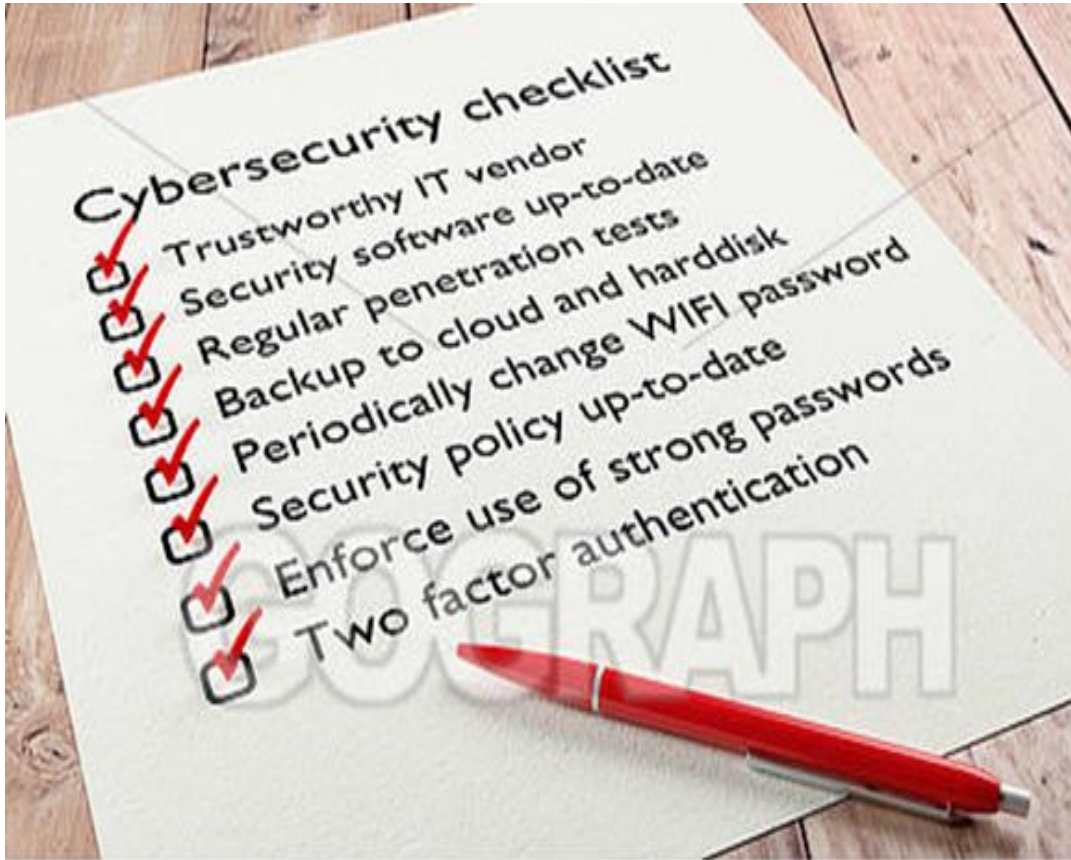 Cybersecurity checklist
Trustworthy IT vendor
Security software up-to-date
Regular penetration tests
Backup to cloud and harddisk
Periodically change WIFI password
Security policy up-to-date
Enforce use of strong passwords
Two factor authentication
GOGRAPH